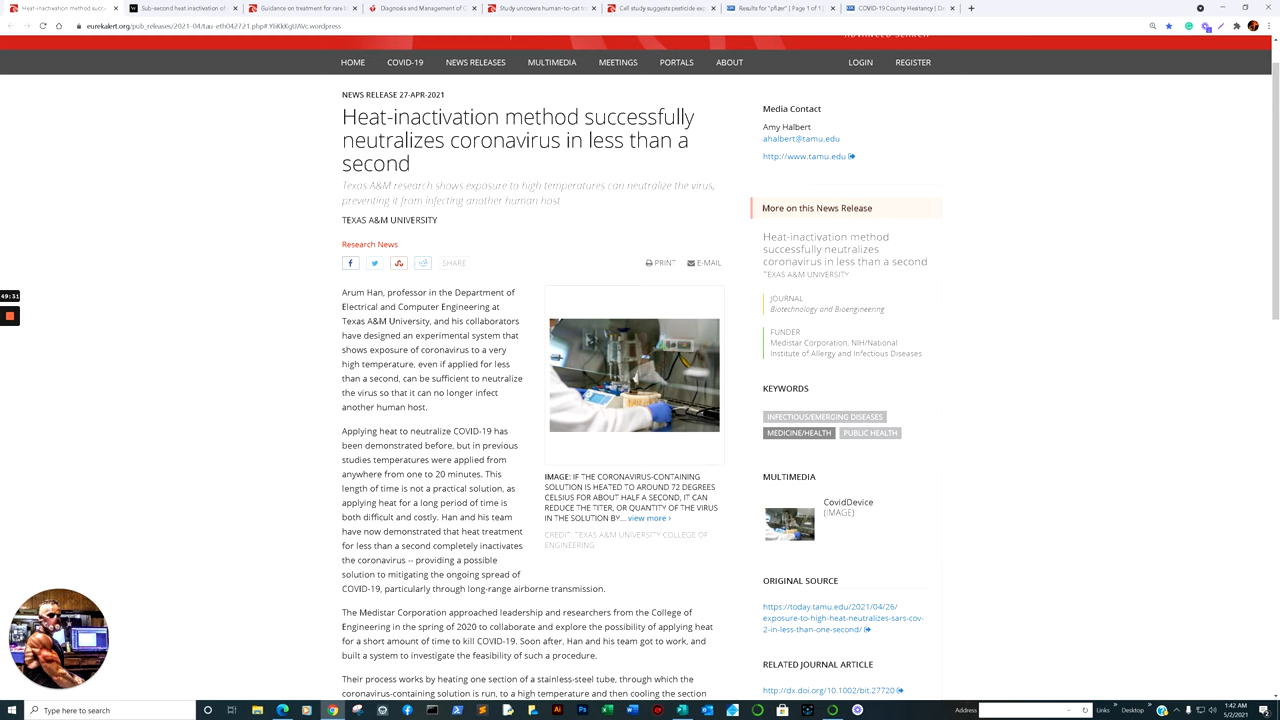 Heat-inactivation method succ
Sub-second heat inactivation of
Guidance on treatment for rare b
Diagnosis and Management of C
Study uncovers human-to-cat tr
Cell study suggests pesticide exp
Results for "pfizer" | Page 1 of 1
COVID-19 County Hesitancy | Da
eurekalert.org/pub_releases/2021-04/tau-eth042721.php#.YIiKkKgUAVc.wordpress
HOME COVID-19 NEWS RELEASES MULTIMEDIA MEETINGS PORTALS ABOUT LOGIN REGISTER
NEWS RELEASE 27-APR-2021
Heat-inactivation method successfully
neutralizes coronavirus in less than a
second
Texas A&M research shows exposure to high temperatures can neutralize the virus,
preventing it from infecting another human host
TEXAS A&M UNIVERSITY
Research News
SHARE
PRINT E-MAIL
Arum Han, professor in the Department of
Electrical and Computer Engineering at
Texas A&M University, and his collaborators
have designed an experimental system that
shows exposure of coronavirus to a very
high temperature, even if applied for less
than a second, can be sufficient to neutralize
the virus so that it can no longer infect
another human host.
Applying heat to neutralize COVID-19 has
been demonstrated before, but in previous
studies temperatures were applied from
anywhere from one to 20 minutes. This
length of time is not a practical solution, as
applying heat for a long period of time is
both difficult and costly. Han and his team
have now demonstrated that heat treatment
for less than a second completely inactivates
the coronavirus -- providing a possible
solution to mitigating the ongoing spread of
COVID-19, particularly through long-range airborne transmission.
The Medistar Corporation approached leadership and researchers from the College of
Engineering in the spring of 2020 to collaborate and explore the possibility of applying heat
for a short amount of time to kill COVID-19. Soon after, Han and his team got to work, and
built a system to investigate the feasibility of such a procedure.
Their process works by heating one section of a stainless-steel tube, through which the
coronavirus-containing solution is run, to a high temperature and then cooling the section
IMAGE: IF THE CORONAVIRUS-CONTAINING
SOLUTION IS HEATED TO AROUND 72 DEGREES
CELSIUS FOR ABOUT HALF A SECOND, IT CAN
REDUCE THE TITER, OR QUANTITY OF THE VIRUS
IN THE SOLUTION BY... view more ›
CREDIT: TEXAS A&M UNIVERSITY COLLEGE OF
ENGINEERING
ADVANCED SEARCH
Media Contact
Amy Halbert
ahalbert@tamu.edu
http://www.tamu.edu
More on this News Release
Heat-inactivation method
successfully neutralizes
coronavirus in less than a second
TEXAS A&M UNIVERSITY
JOURNAL
Biotechnology and Bioengineering
FUNDER
Medistar Corporation, NIH/National
Institute of Allergy and Infectious Diseases
KEYWORDS
INFECTIOUS/EMERGING DISEASES
MEDICINE/HEALTH PUBLIC HEALTH
MULTIMEDIA
CovidDevice
(IMAGE)
ORIGINAL SOURCE
https://today.tamu.edu/2021/04/26/
exposure-to-high-heat-neutralizes-sars-cov-
2-in-less-than-one-second/
RELATED JOURNAL ARTICLE
http://dx.doi.org/10.1002/bit.27720
49:31
Type here to search
Address
Links
Desktop
1:42 AM
5/2/2021